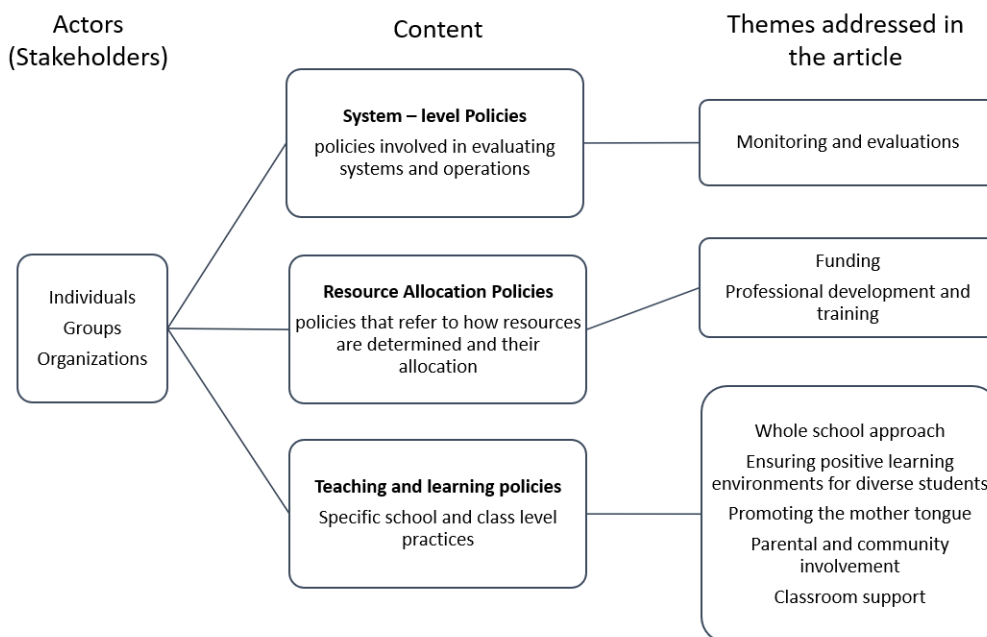 Actors
(Stakeholders)
Content
Themes addressed in
the article
Individuals
Groups
Organizations
System – level Policies
policies involved in evaluating
systems and operations
Monitoring and evaluations
Resource Allocation Policies
policies that refer to how resources
are determined and their
allocation
Funding
Professional development and
training
Teaching and learning policies
Specific school and class level
practices
Whole school approach
Ensuring positive learning
environments for diverse students
Promoting the mother tongue
Parental and community
involvement
Classroom support